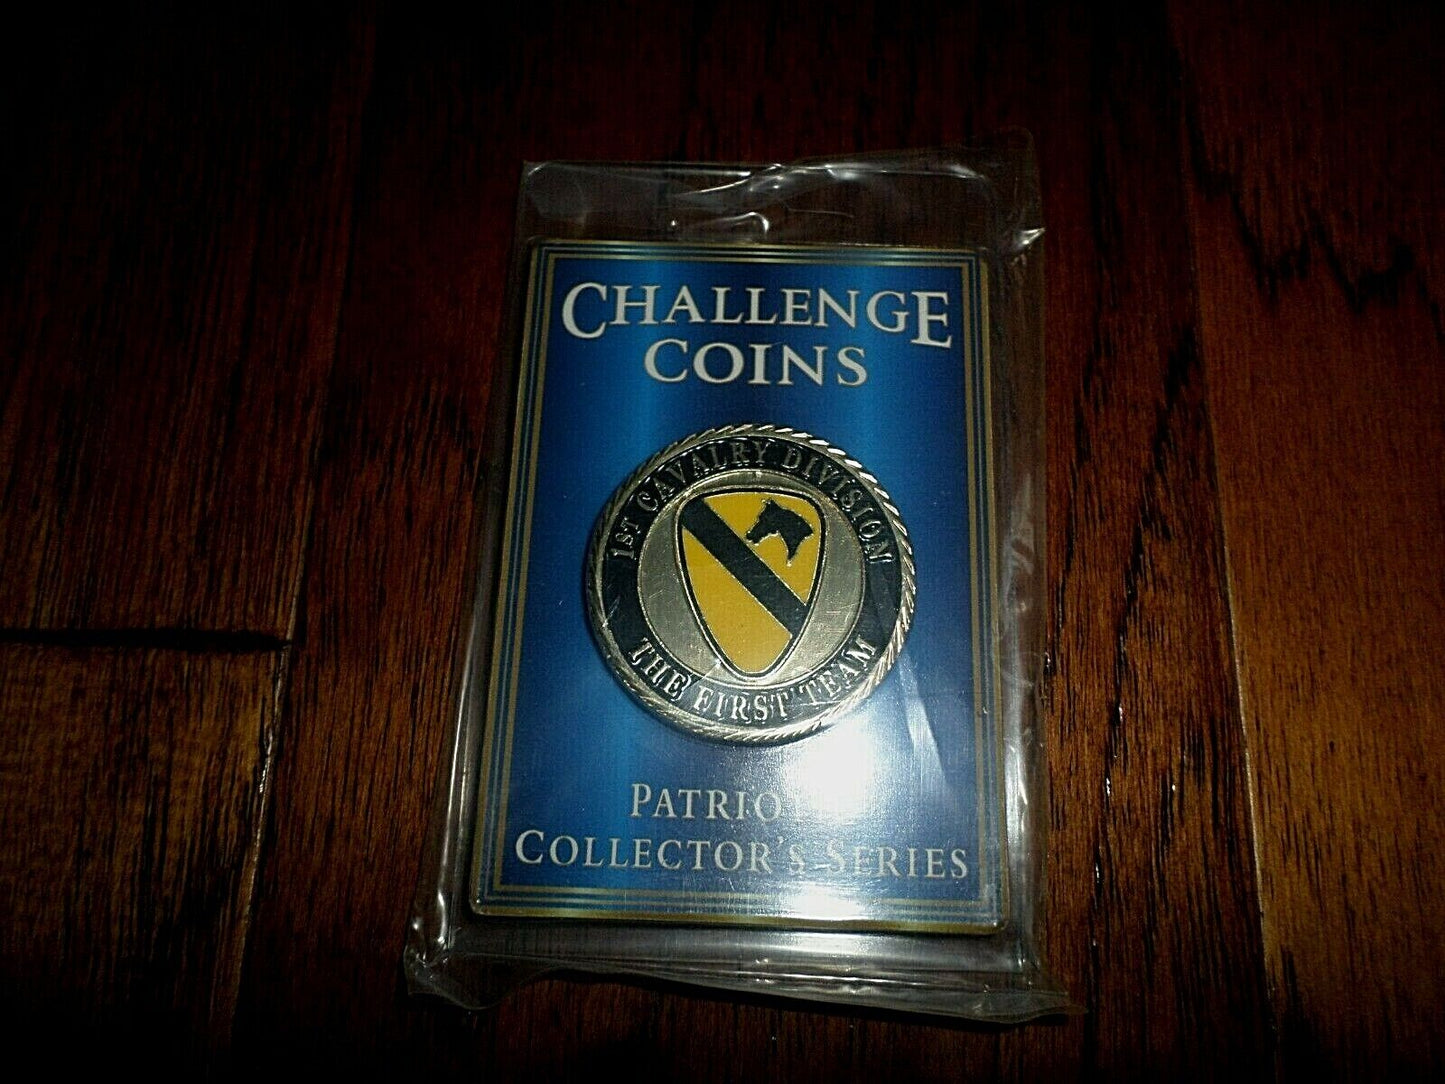 CHALLENGE
COINS
1ST CAVALRY DIVISION
THE FIRST TEAM
COLLECTOR'S SERIES